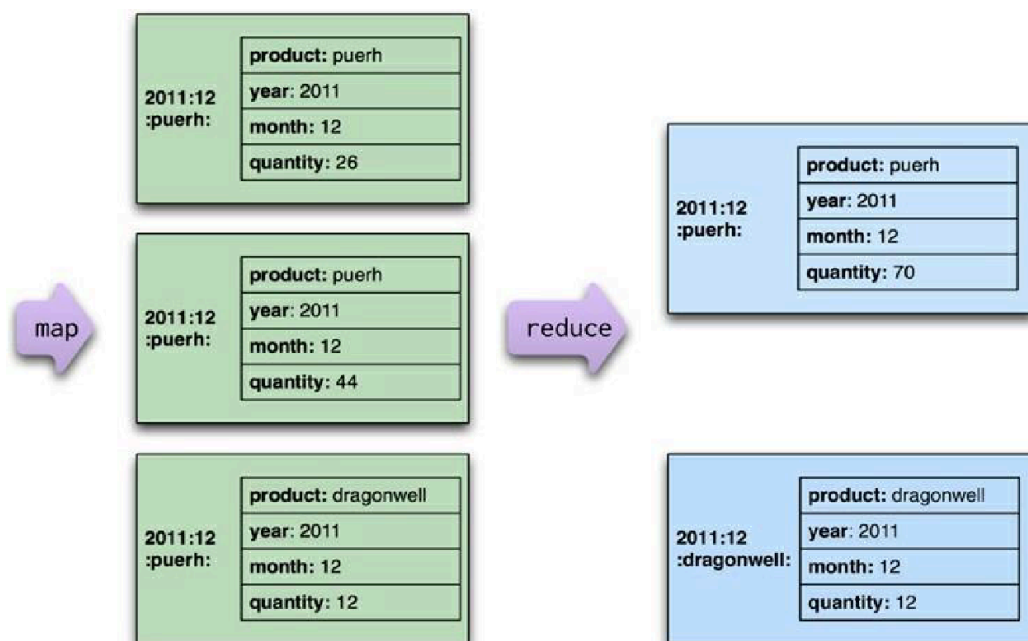 map
2011:12
:puerh:
product: puerh
year: 2011
month: 12
quantity: 26
2011:12
:puerh:
product: puerh
year: 2011
month: 12
quantity: 44
2011:12
:puerh:
product: dragonwell
year: 2011
month: 12
quantity: 12
reduce
2011:12
:puerh:
product: puerh
year: 2011
month: 12
quantity: 70
2011:12
:dragonwell:
product: dragonwell
year: 2011
month: 12
quantity: 12